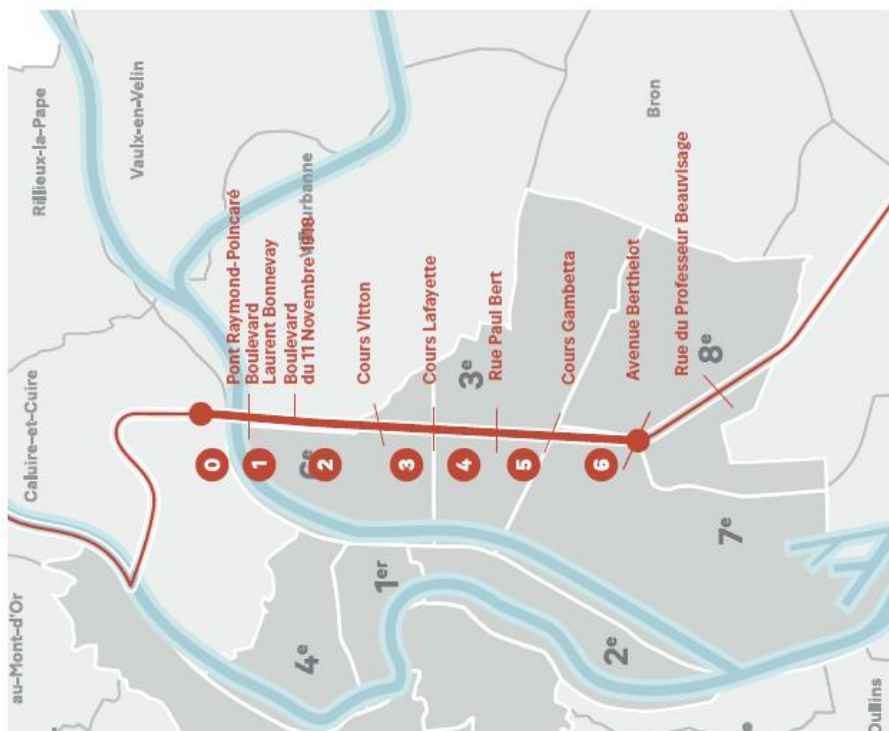 Rillieux-la-Pape
Vaulx-en-Velin
Caluire-et-Cuire
au-Mont-d'Or
Villeurbanne
Bron
Oullins
Pont Raymond-Poincaré
Boulevard
Laurent Bonnevay
Boulevard
du 11 Novembre 1918
Cours Vitton
Cours Lafayette
Rue Paul Bert
Cours Gambetta
Avenue Berthelot
Rue du Professeur Beauvisage
0
1
2
3
4
5
6
6e
3e
8e
7e
1er
4e
2e